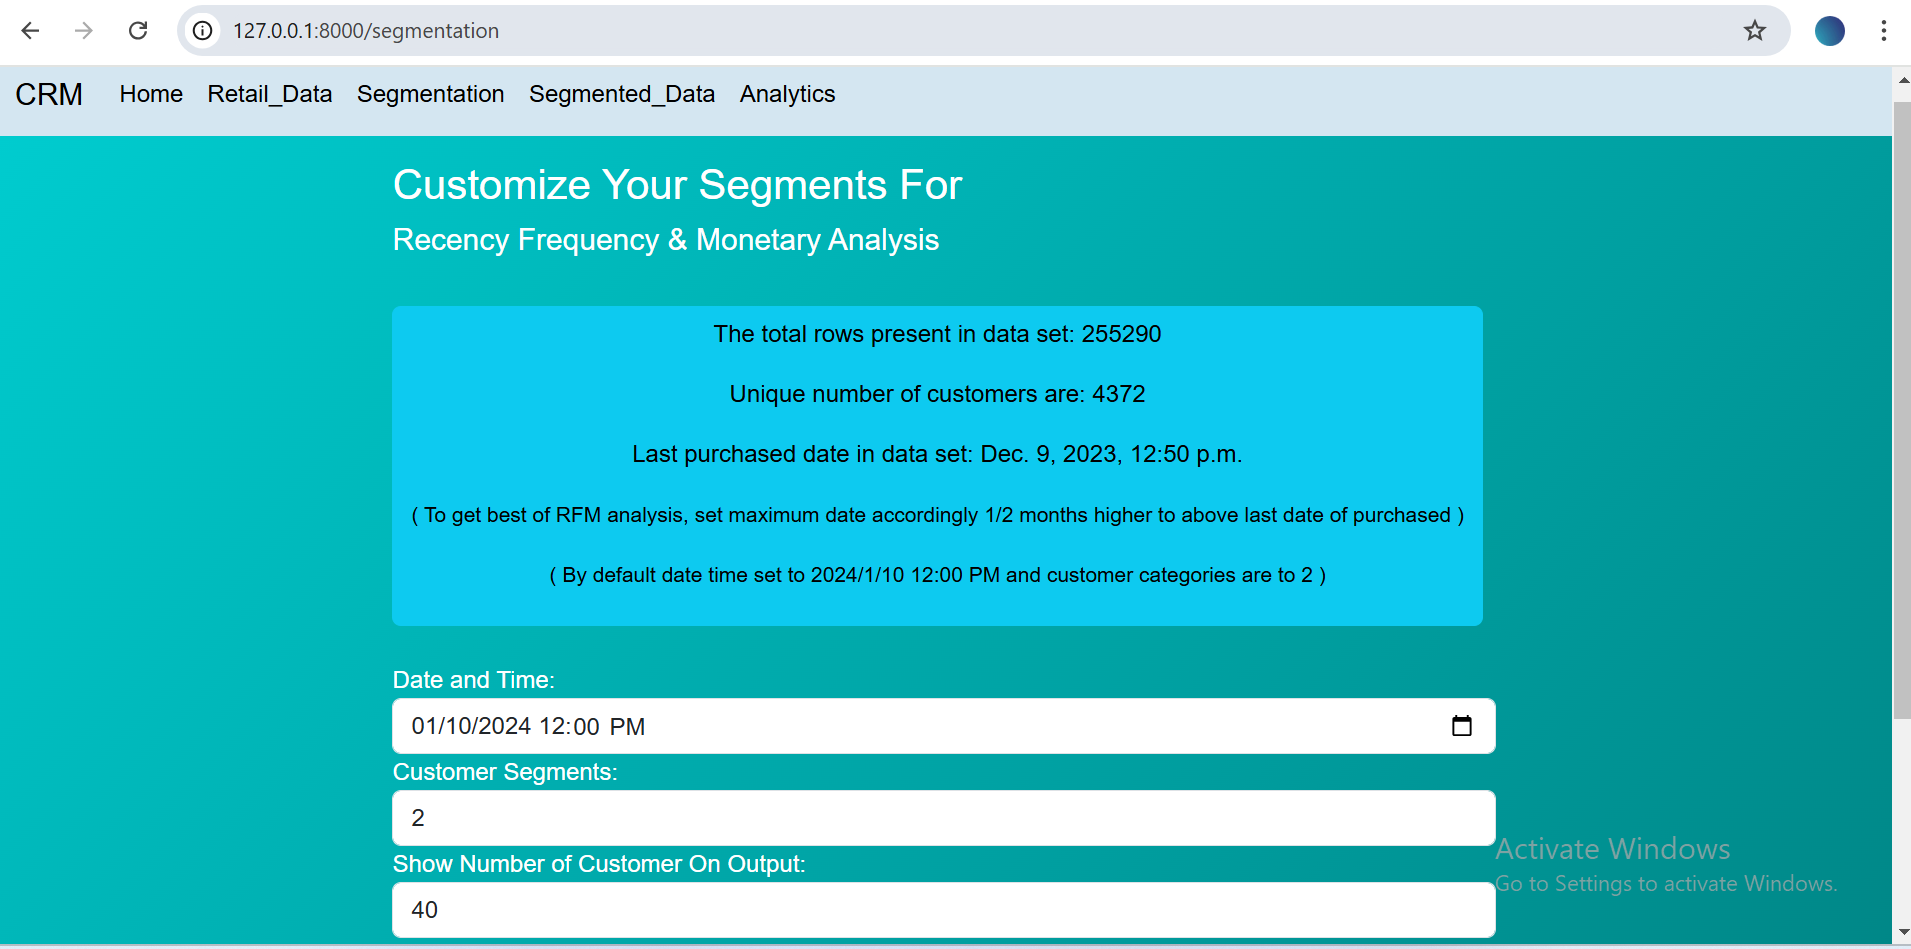 127.0.0.1:8000/segmentation
CRM Home Retail_Data Segmentation Segmented_Data Analytics
Customize Your Segments For
Recency Frequency & Monetary Analysis
The total rows present in data set: 255290
Unique number of customers are: 4372
Last purchased date in data set: Dec. 9, 2023, 12:50 p.m.
( To get best of RFM analysis, set maximum date accordingly 1/2 months higher to above last date of purchased )
( By default date time set to 2024/1/10 12:00 PM and customer categories are to 2 )
Date and Time:
01/10/2024 12:00 PM
Customer Segments:
2
Show Number of Customer On Output:
40
Activate Windows
Go to Settings to activate Windows.